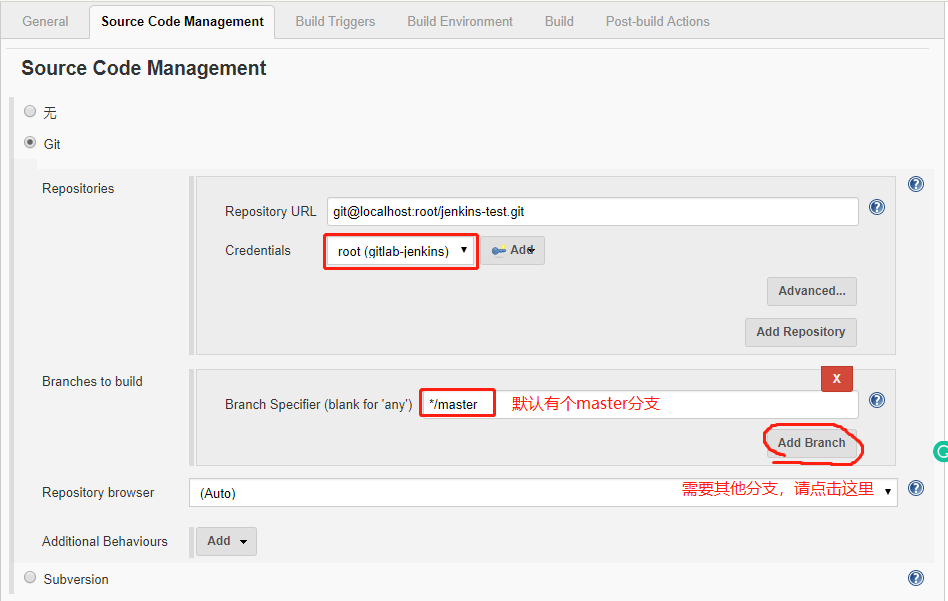 General Source Code Management Build Triggers Build Environment Build Post-build Actions
Source Code Management
无
Git
Repositories
Repository URL git@localhost:root/jenkins-test.git
Credentials root (gitlab-jenkins) Add
Advanced...
Add Repository
Branches to build
X
Branch Specifier (blank for 'any') */master 默认有个master分支
Add Branch
Repository browser (Auto) 需要其他分支，请点击这里
Additional Behaviours Add
Subversion